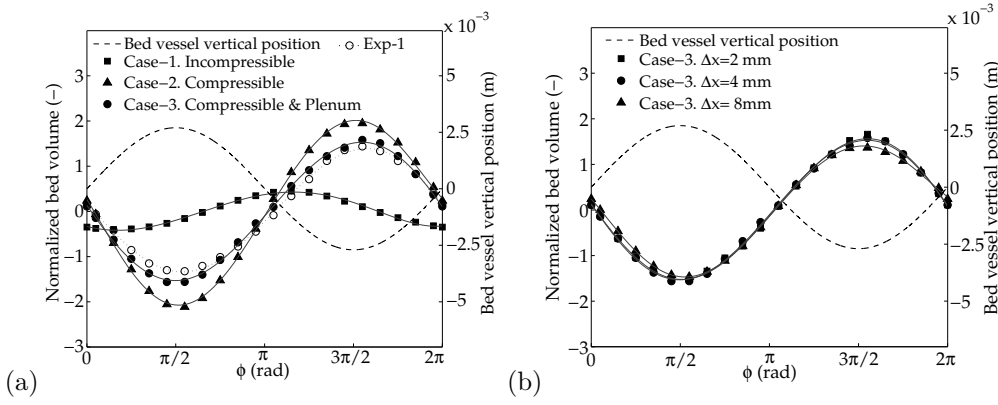 x 10⁻³
Bed vessel vertical position
Exp−1
Case−1. Incompressible
Case−2. Compressible
Case−3. Compressible & Plenum
Normalized bed volume (−)
3
2
1
0
−1
−2
−3
5
2.5
0
−2.5
−5
Bed vessel vertical position (m)
0
π/2
π
3π/2
2π
ϕ (rad)
(a)
x 10⁻³
Bed vessel vertical position
Case−3. Δx=2 mm
Case−3. Δx=4 mm
Case−3. Δx= 8mm
Normalized bed volume (−)
3
2
1
0
−1
−2
−3
5
2.5
0
−2.5
−5
Bed vessel vertical position (m)
0
π/2
π
3π/2
2π
ϕ (rad)
(b)